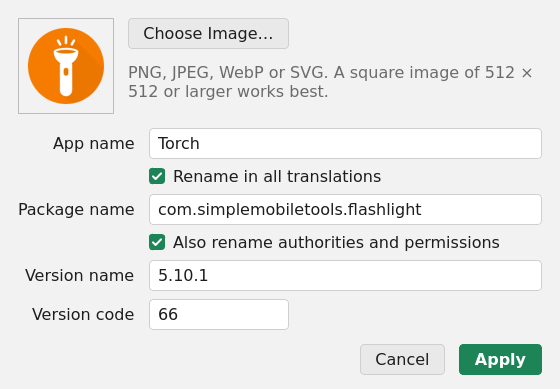 Choose Image…
PNG, JPEG, WebP or SVG. A square image of 512 ×
512 or larger works best.
App name Torch
Rename in all translations
Package name com.simplemobiletools.flashlight
Also rename authorities and permissions
Version name 5.10.1
Version code 66
Cancel Apply